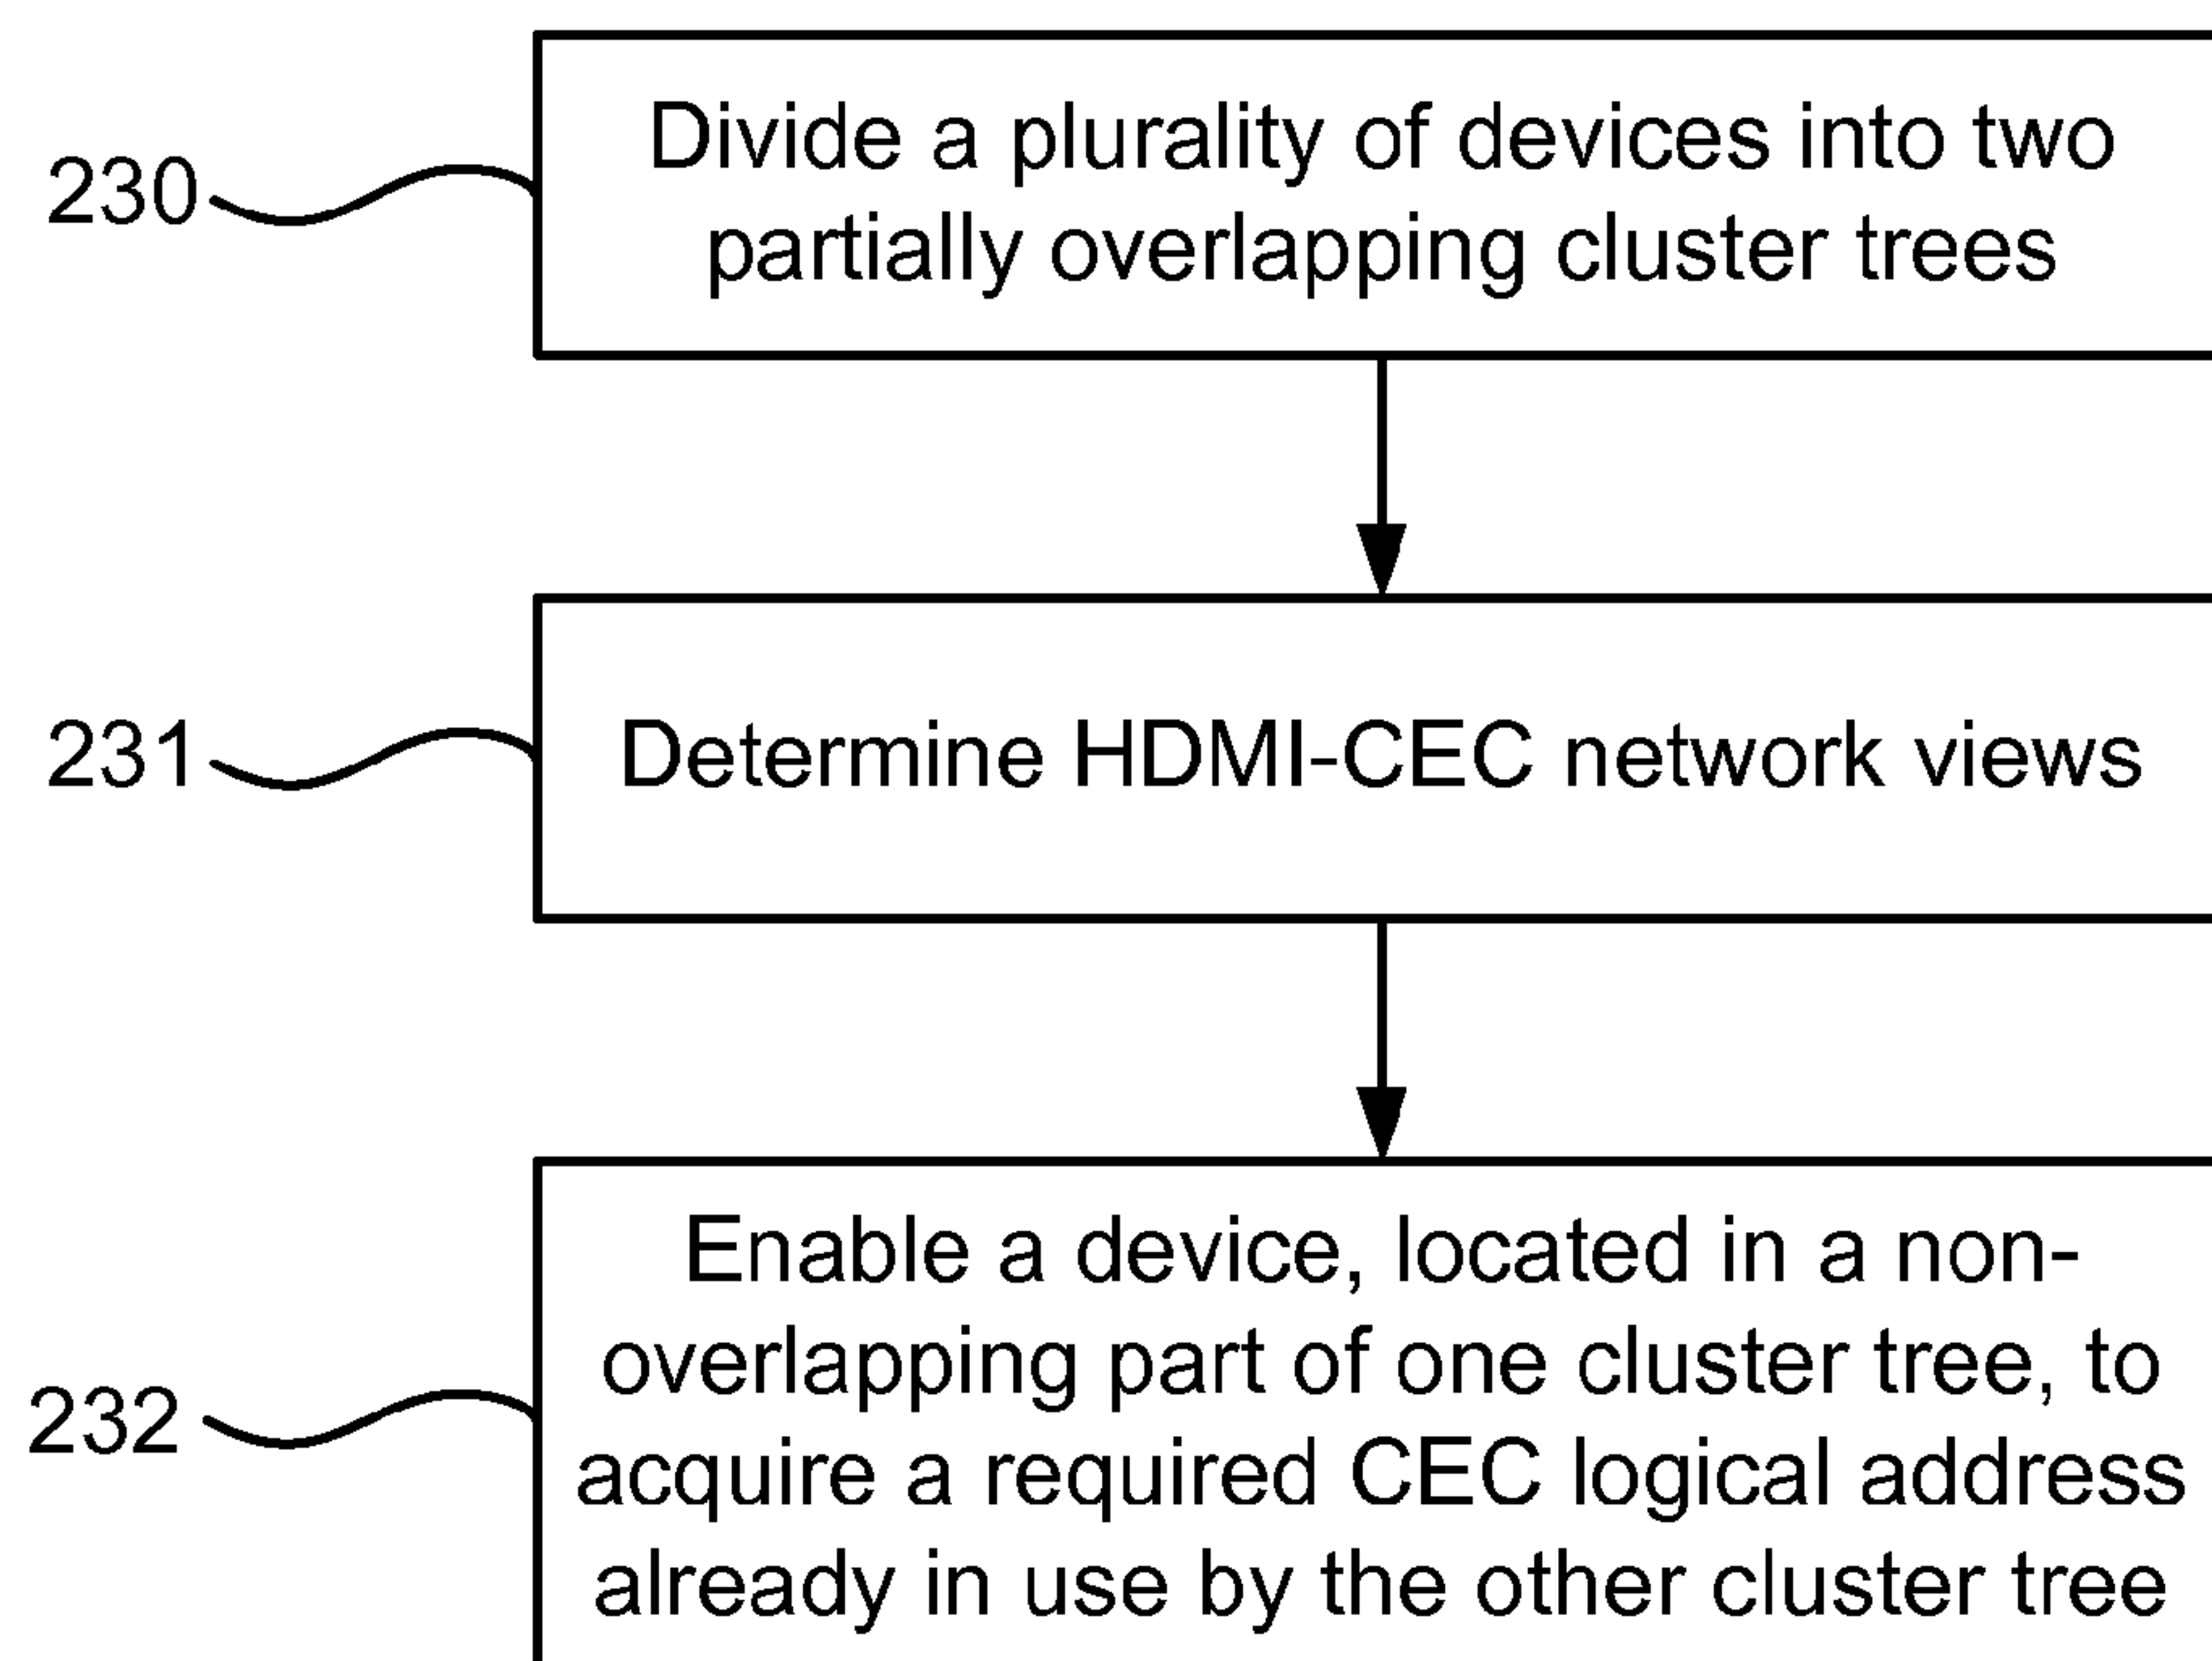 230
Divide a plurality of devices into two
partially overlapping cluster trees
231
Determine HDMI-CEC network views
232
Enable a device, located in a non-
overlapping part of one cluster tree, to
acquire a required CEC logical address
already in use by the other cluster tree